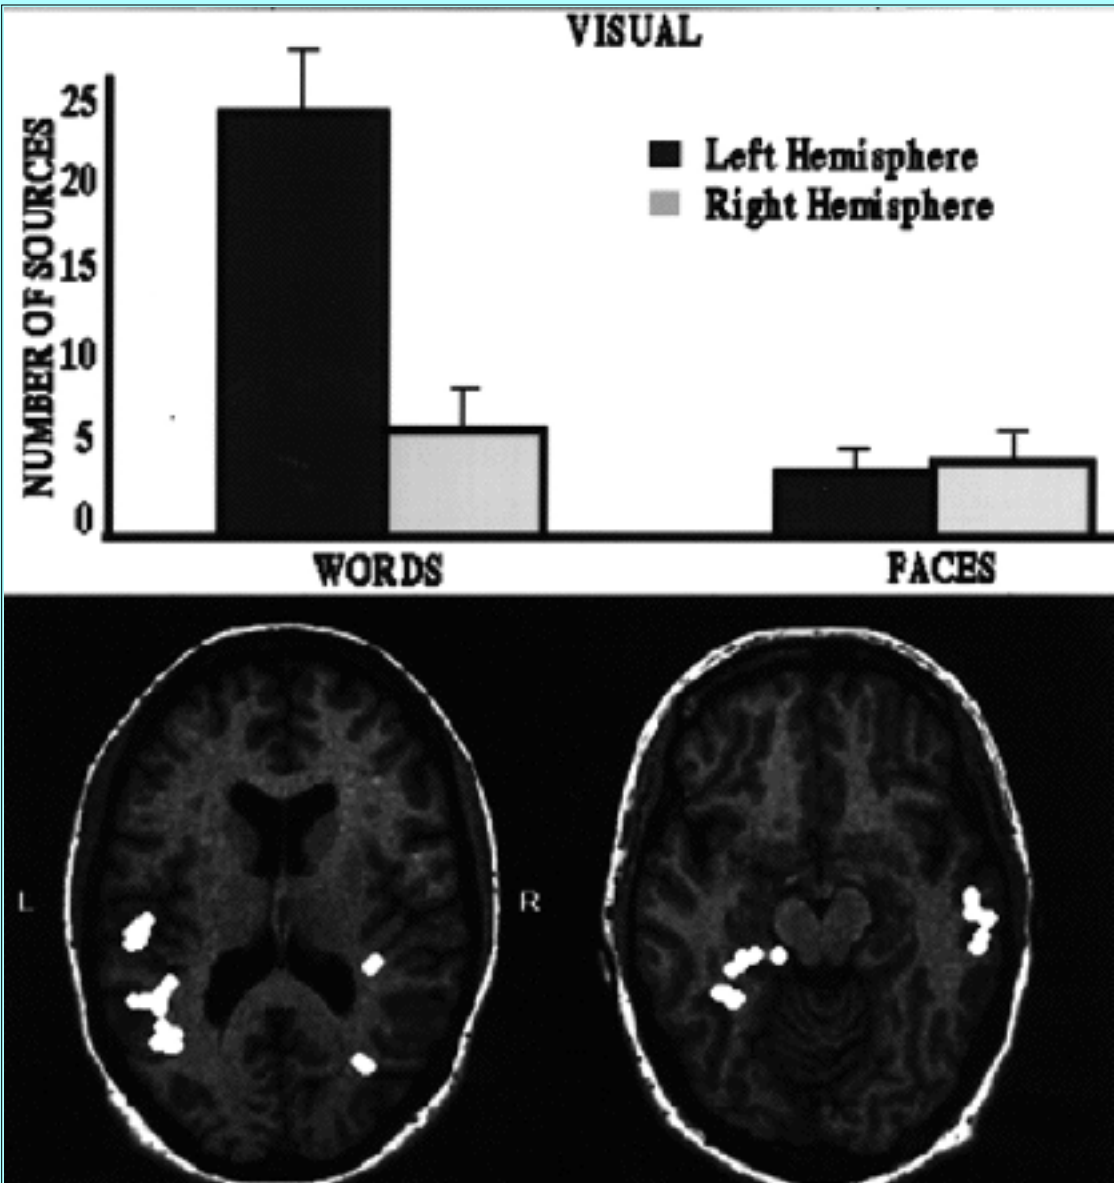 VISUAL
NUMBER OF SOURCES
25
20
15
10
5
0
Left Hemisphere
Right Hemisphere
WORDS
FACES
L
R